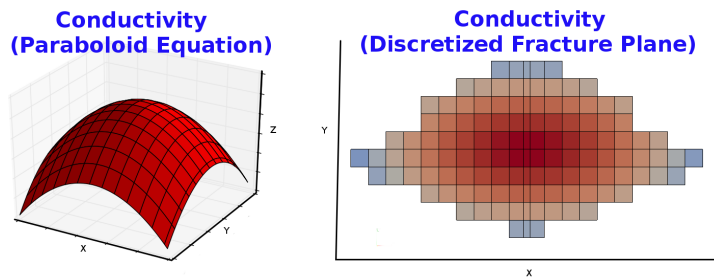 Conductivity
(Paraboloid Equation)
Z
Y
X
Conductivity
(Discretized Fracture Plane)
Y
X